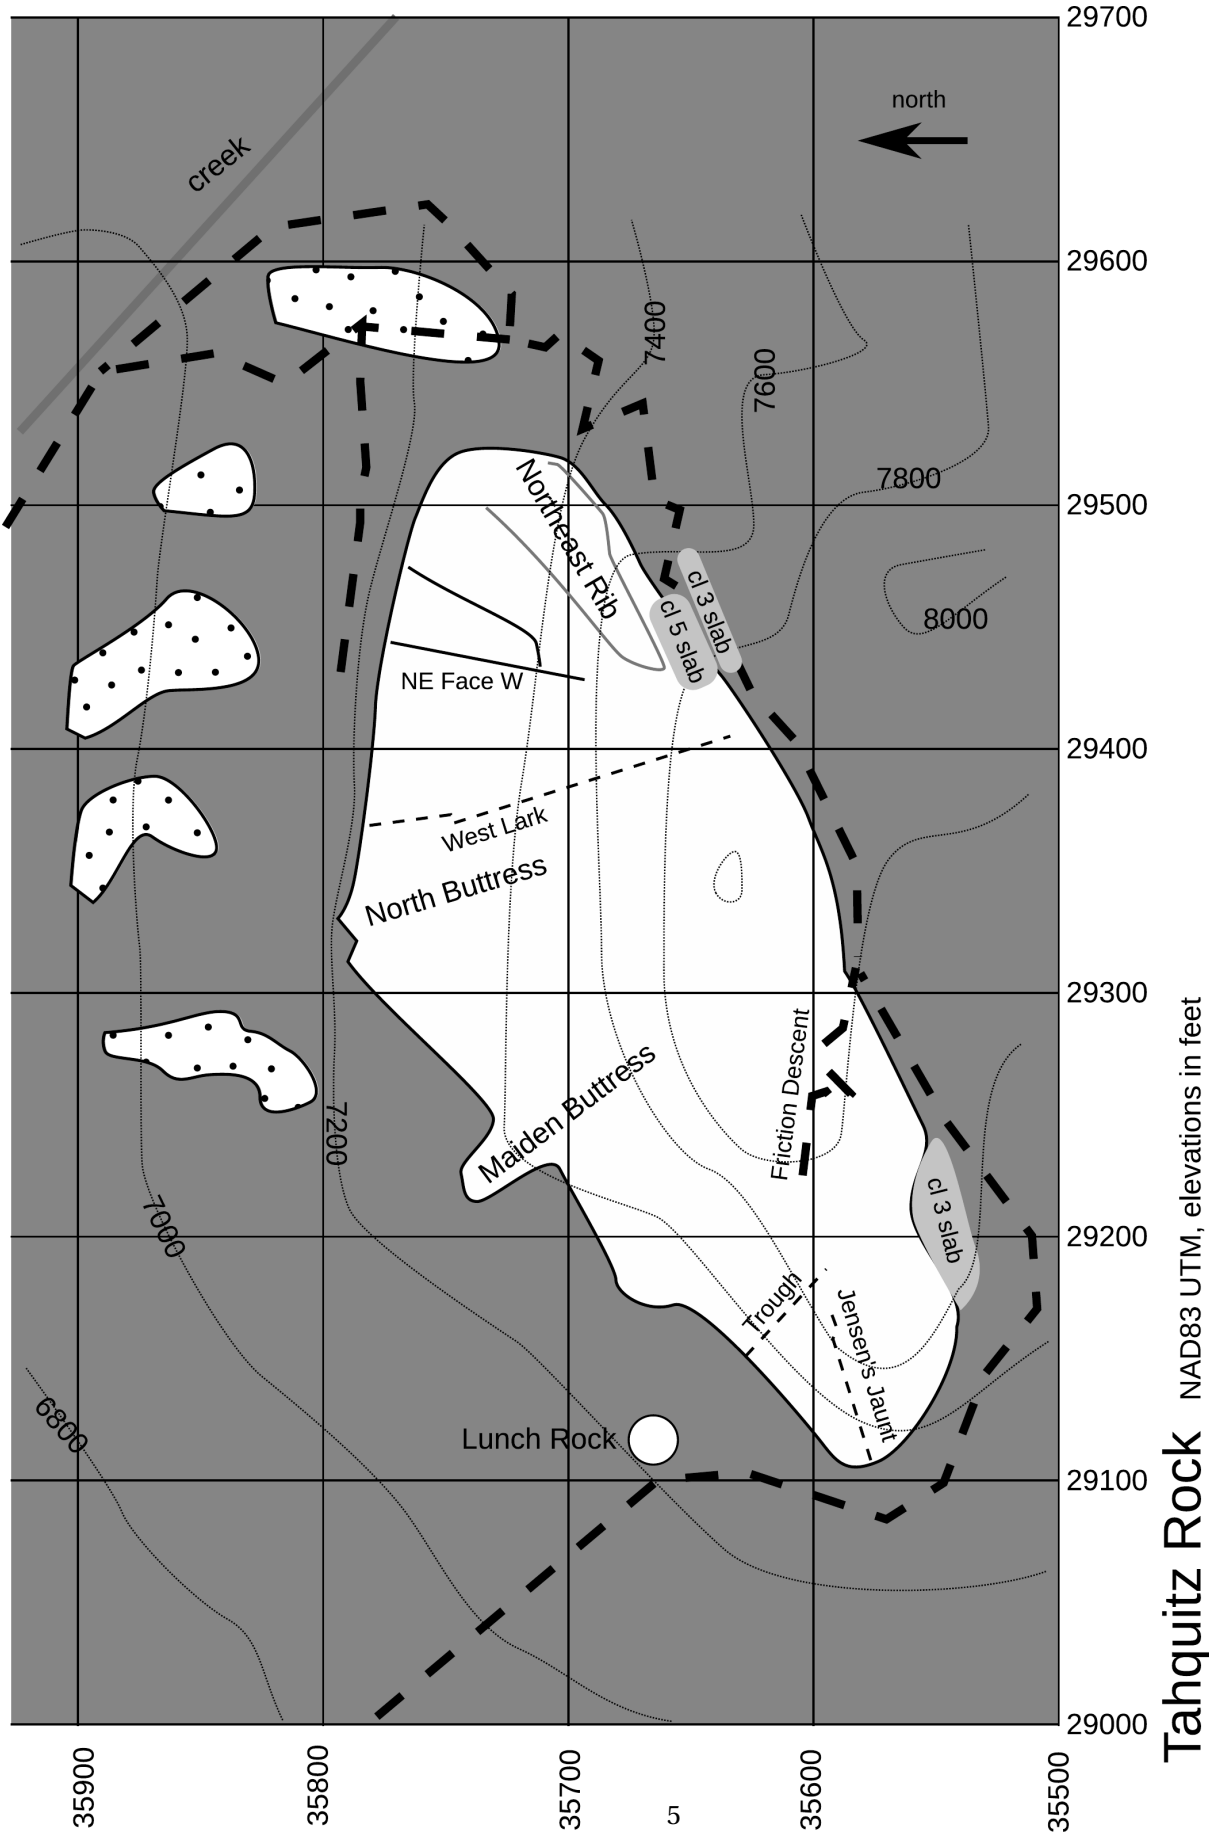 29700
north
creek
29600
7400
7600
7800
Northeast Rib
29500
cl 3 slab
cl 5 slab
8000
NE Face W
29400
West Lark
North Buttress
29300
Friction Descent
Maiden Buttress
7200
7000
cl 3 slab
29200
Trough
Jensen's Jaunt
6800
Lunch Rock
29100
29000
35900
35800
35700
35600
35500
Tahquitz Rock NAD83 UTM, elevations in feet
5